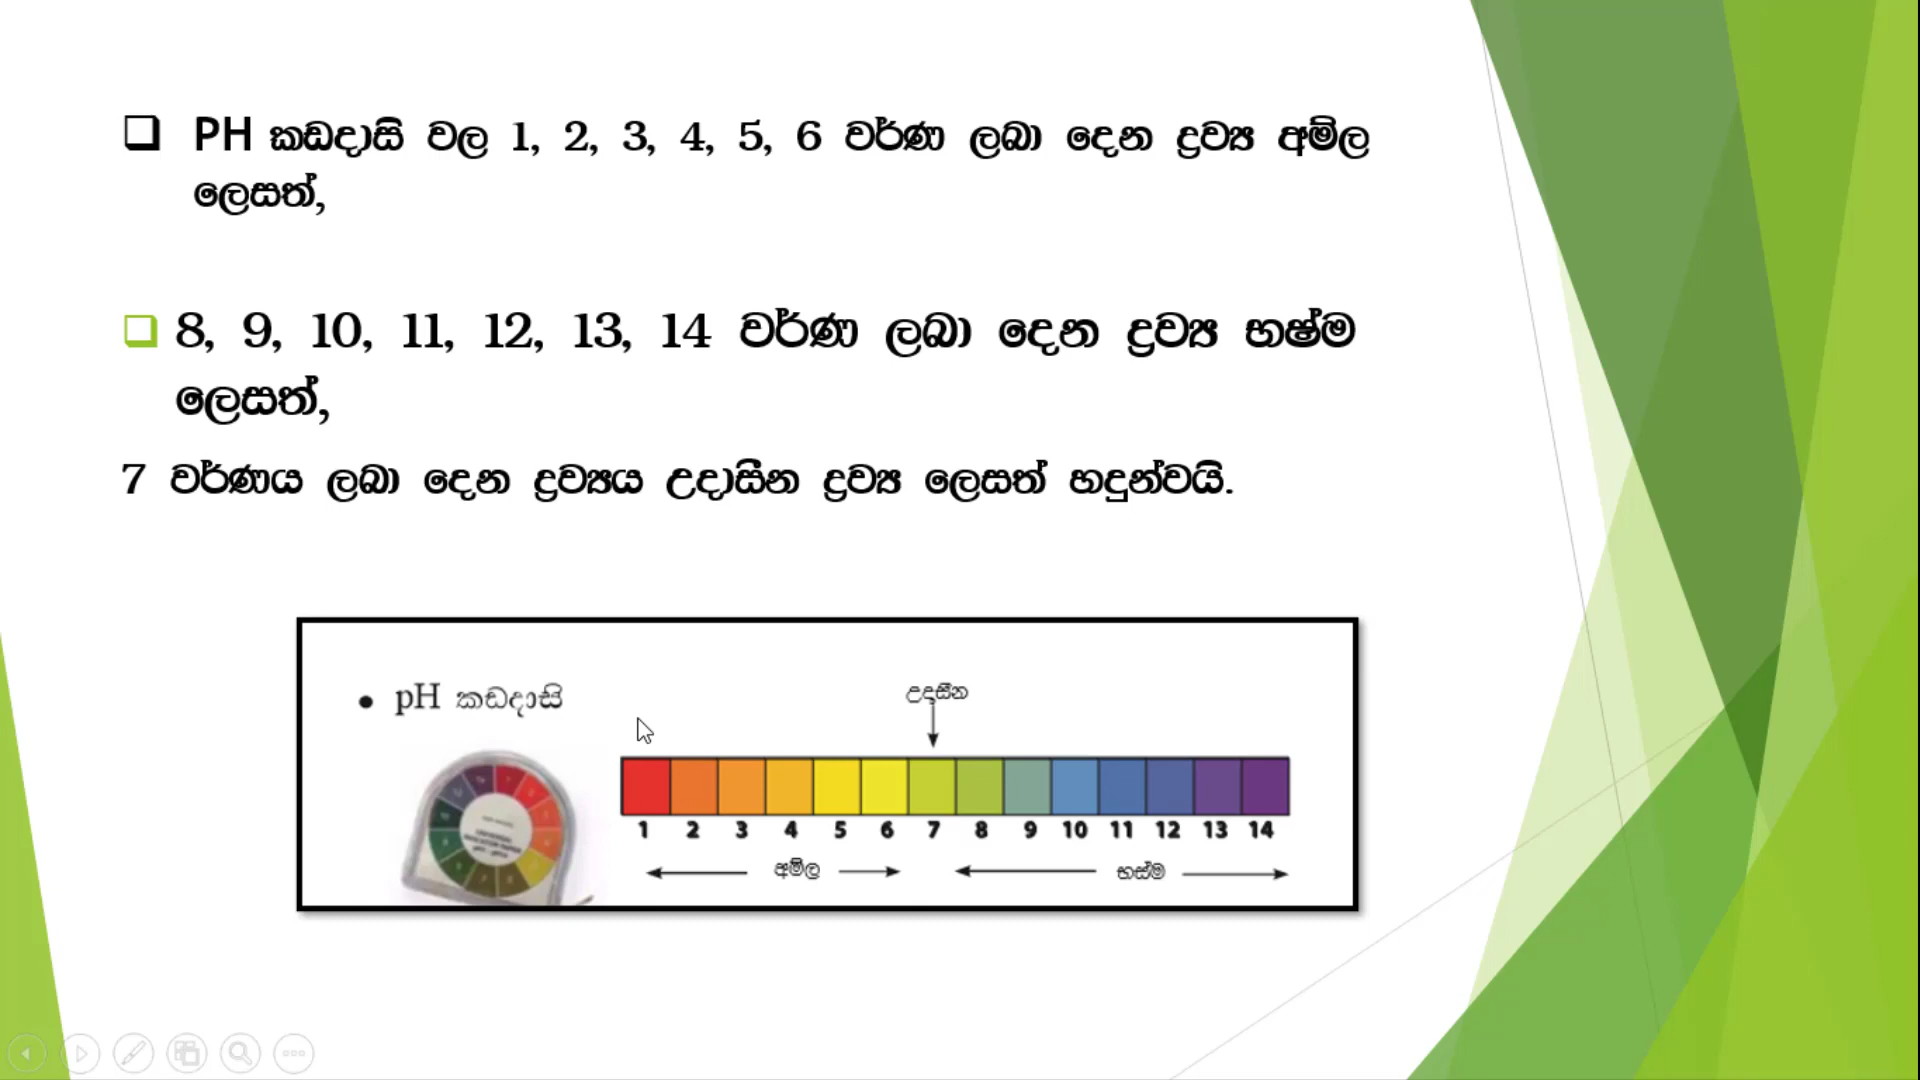 PH කඩදාසි වල 1, 2, 3, 4, 5, 6 වර්ණ ලබා දෙන ද්‍රව්‍ය අම්ල
ලෙසත්,
8, 9, 10, 11, 12, 13, 14 වර්ණ ලබා දෙන ද්‍රව්‍ය භෂ්ම
ලෙසත්,
7 වර්ණය ලබා දෙන ද්‍රව්‍යය උදාසීන ද්‍රව්‍ය ලෙසත් හදුන්වයි.
• pH කඩදාසි
උදාසීන
1 2 3 4 5 6 7 8 9 10 11 12 13 14
අම්ල
භස්ම